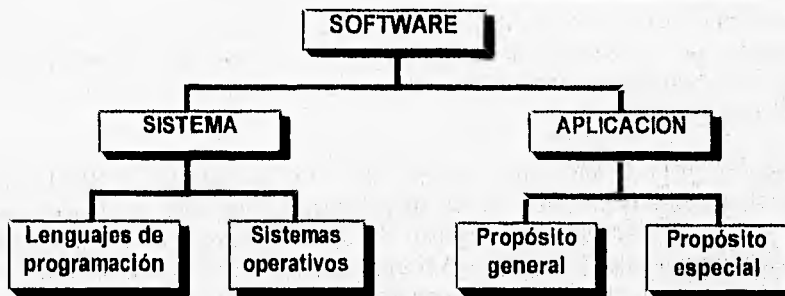 SOFTWARE
SISTEMA
APLICACION
Lenguajes de
programación
Sistemas
operativos
Propósito
general
Propósito
especial